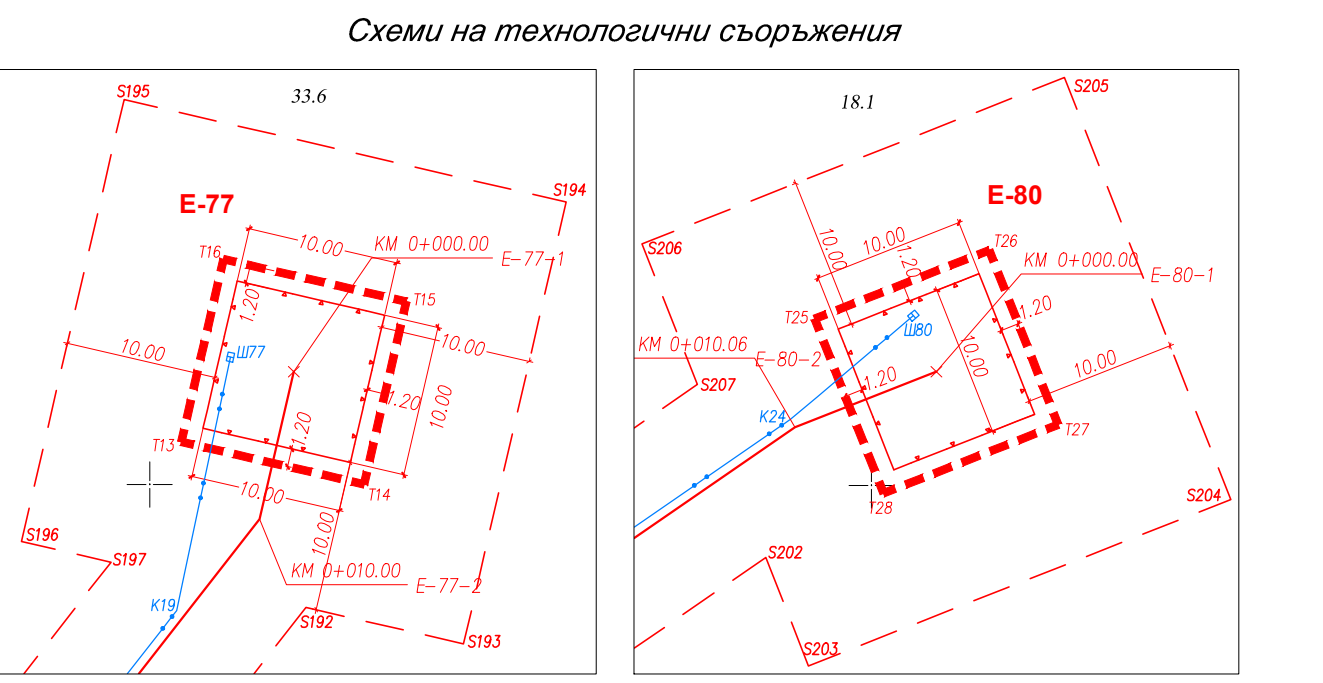 Схеми на технологични съоръжения
33.6
S195
S194
E-77
T16
10.00
KM 0+000.00
E-77-1
T15
1.20
10.00
Ш77
10.00
1.20
10.00
1.20
T13
10.00
T14
10.00
S196
S197
KM 0+010.00
E-77-2
K19
S192
S193
18.1
S205
E-80
S206
10.00
10.00
1.20
T26
KM 0+000.00
E-80-1
T25
Ш80
1.20
KM 0+010.06
E-80-2
10.00
10.00
1.20
S207
K24
T27
T28
S204
S202
S203